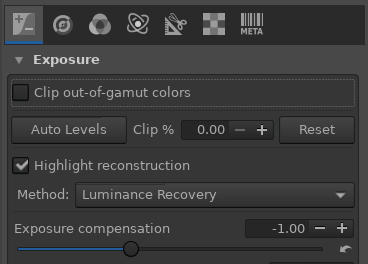 META
Exposure
Clip out-of-gamut colors
Auto Levels Clip % 0.00 − + Reset
Highlight reconstruction
Method: Luminance Recovery
Exposure compensation -1.00 − +